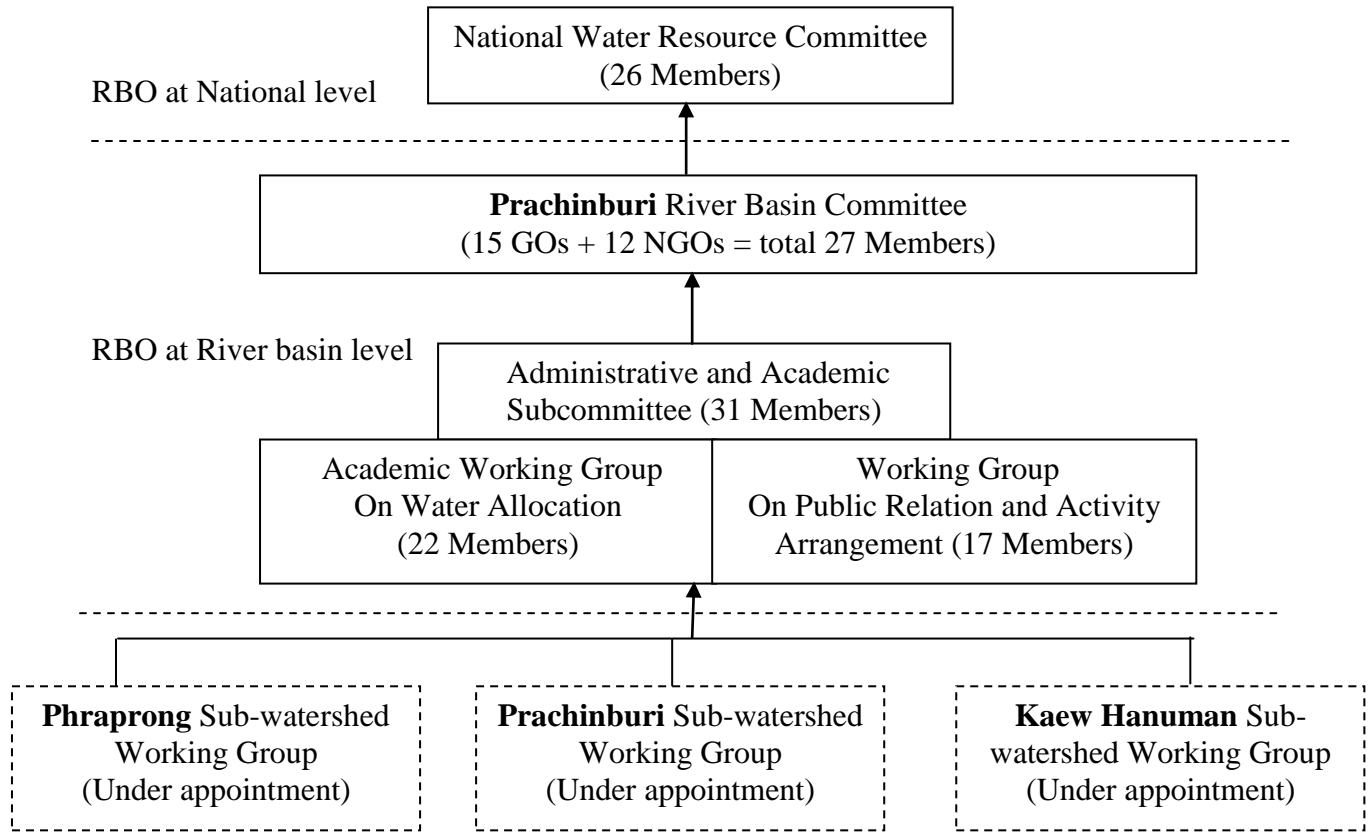 National Water Resource Committee
(26 Members)
RBO at National level
Prachinburi River Basin Committee
(15 GOs + 12 NGOs = total 27 Members)
RBO at River basin level
Administrative and Academic
Subcommittee (31 Members)
Academic Working Group
On Water Allocation
(22 Members)
Working Group
On Public Relation and Activity
Arrangement (17 Members)
Phraprong Sub-watershed
Working Group
(Under appointment)
Prachinburi Sub-watershed
Working Group
(Under appointment)
Kaew Hanuman Sub-
watershed Working Group
(Under appointment)